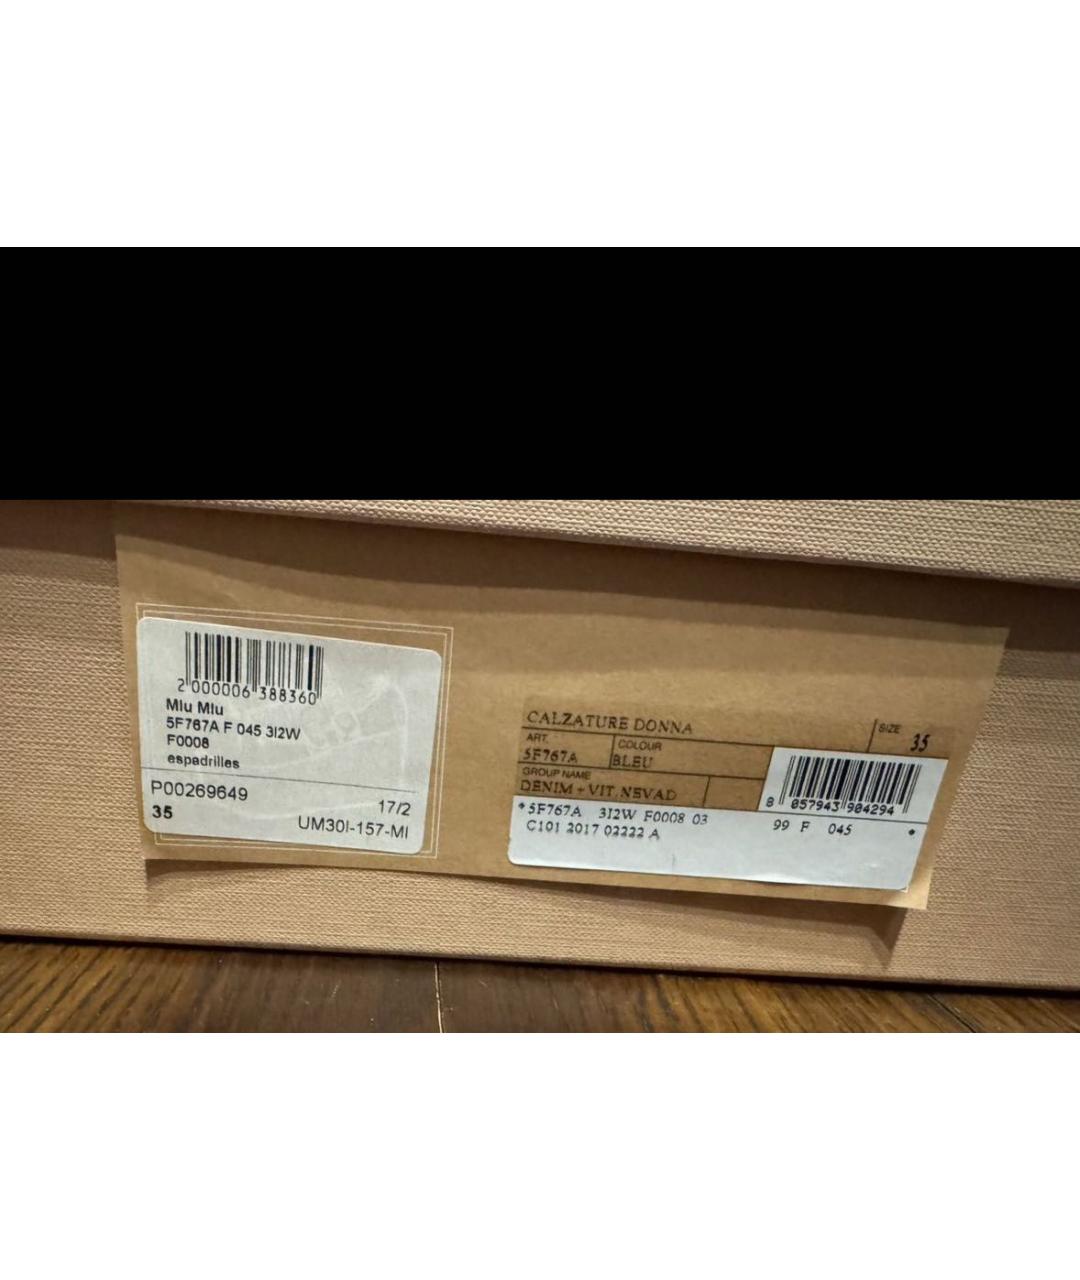 2 000006 388360
Miu Miu
5F767A F 045 3I2W
F0008
espadrilles
P00269649
17/2
35
UM30I-157-MI
CALZATURE DONNA
SIZE
35
ART.
COLOUR
5F767A
BLEU
GROUP NAME
DENIM + VIT. NEVAD
8 057943 904294
*5F767A 3I2W F0008 03
99 F 045 *
C101 2017 02222 A